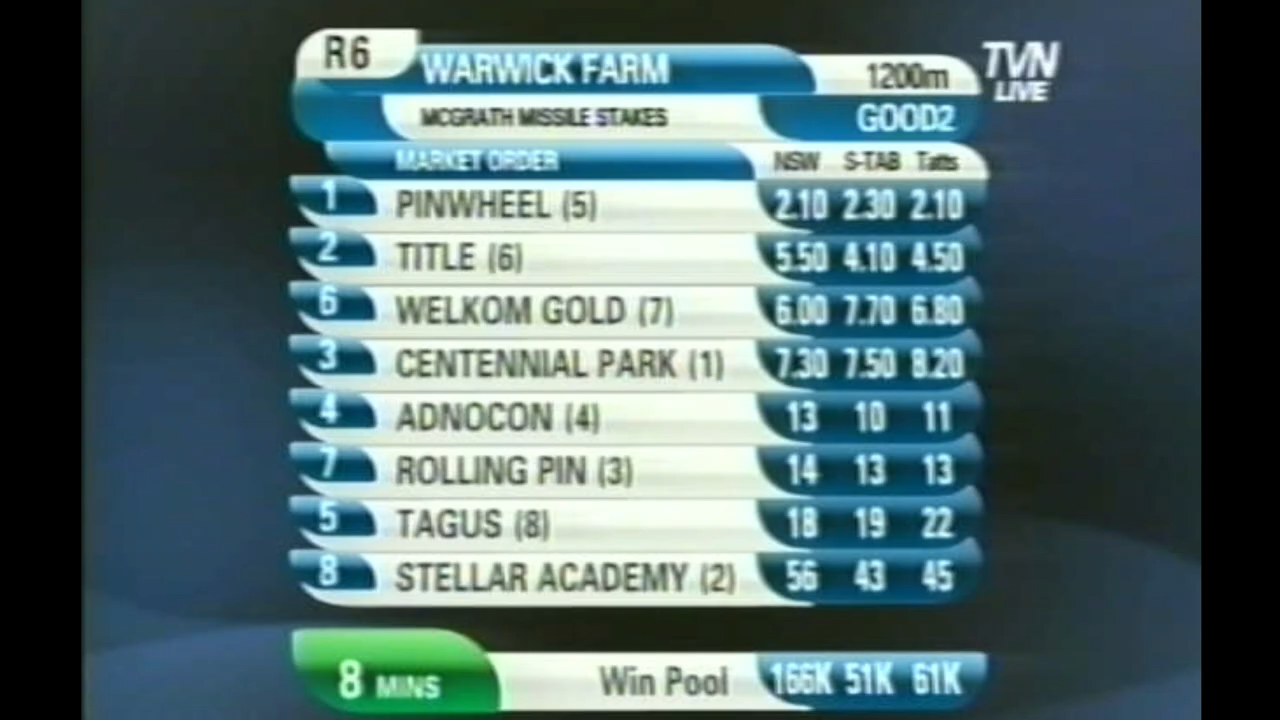 R6 WARWICK FARM 1200m TVN
LIVE
MCGRATH MISSILE STAKES GOOD2
MARKET ORDER NSW S-TAB Tatts
1 PINWHEEL (5) 2.10 2.30 2.10
2 TITLE (6) 5.50 4.10 4.50
6 WELKOM GOLD (7) 6.00 7.70 6.80
3 CENTENNIAL PARK (1) 7.30 7.50 8.20
4 ADNOCON (4) 13 10 11
7 ROLLING PIN (3) 14 13 13
5 TAGUS (8) 18 19 22
8 STELLAR ACADEMY (2) 56 43 45
8 MINS Win Pool 166K 51K 61K